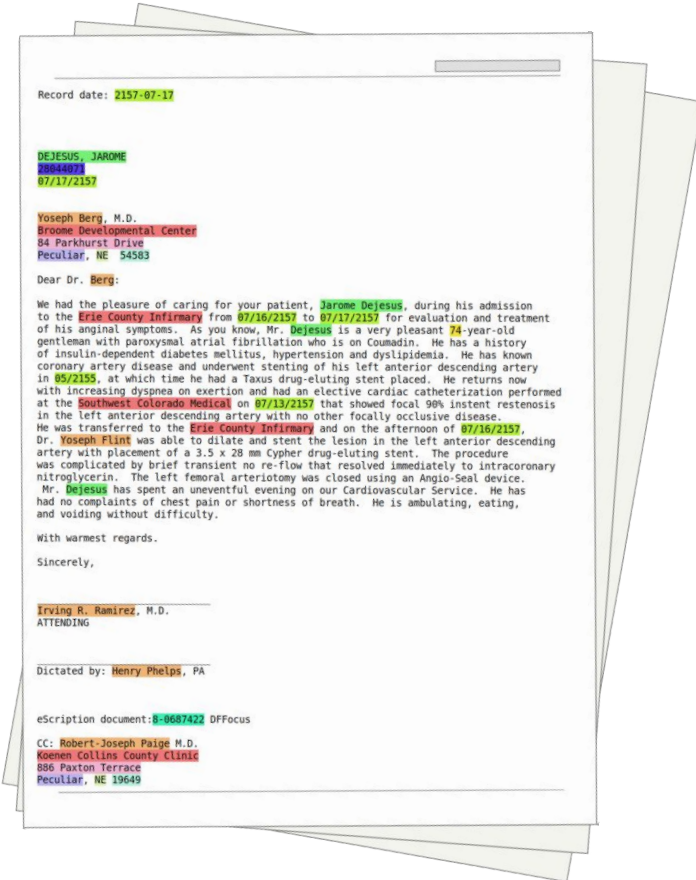 Record date: 2157-07-17
DEJESUS, JAROME
28044071
07/17/2157
Yoseph Berg, M.D.
Broome Developmental Center
84 Parkhurst Drive
Peculiar, NE 54583
Dear Dr. Berg:
We had the pleasure of caring for your patient, Jarome Dejesus, during his admission
to the Erie County Infirmary from 07/16/2157 to 07/17/2157 for evaluation and treatment
of his anginal symptoms. As you know, Mr. Dejesus is a very pleasant 74-year-old
gentleman with paroxysmal atrial fibrillation who is on Coumadin. He has a history
of insulin-dependent diabetes mellitus, hypertension and dyslipidemia. He has known
coronary artery disease and underwent stenting of his left anterior descending artery
in 05/2155, at which time he had a Taxus drug-eluting stent placed. He returns now
with increasing dyspnea on exertion and had an elective cardiac catheterization performed
at the Southwest Colorado Medical on 07/13/2157 that showed focal 90% instent restenosis
in the left anterior descending artery with no other focally occlusive disease.
He was transferred to the Erie County Infirmary and on the afternoon of 07/16/2157,
Dr. Yoseph Flint was able to dilate and stent the lesion in the left anterior descending
artery with placement of a 3.5 x 28 mm Cypher drug-eluting stent. The procedure
was complicated by brief transient no re-flow that resolved immediately to intracoronary
nitroglycerin. The left femoral arteriotomy was closed using an Angio-Seal device.
Mr. Dejesus has spent an uneventful evening on our Cardiovascular Service. He has
had no complaints of chest pain or shortness of breath. He is ambulating, eating,
and voiding without difficulty.
With warmest regards.
Sincerely,
Irving R. Ramirez, M.D.
ATTENDING
Dictated by: Henry Phelps, PA
eScription document:8-0687422 DFFocus
CC: Robert-Joseph Paige M.D.
Koenen Collins County Clinic
886 Paxton Terrace
Peculiar, NE 19649